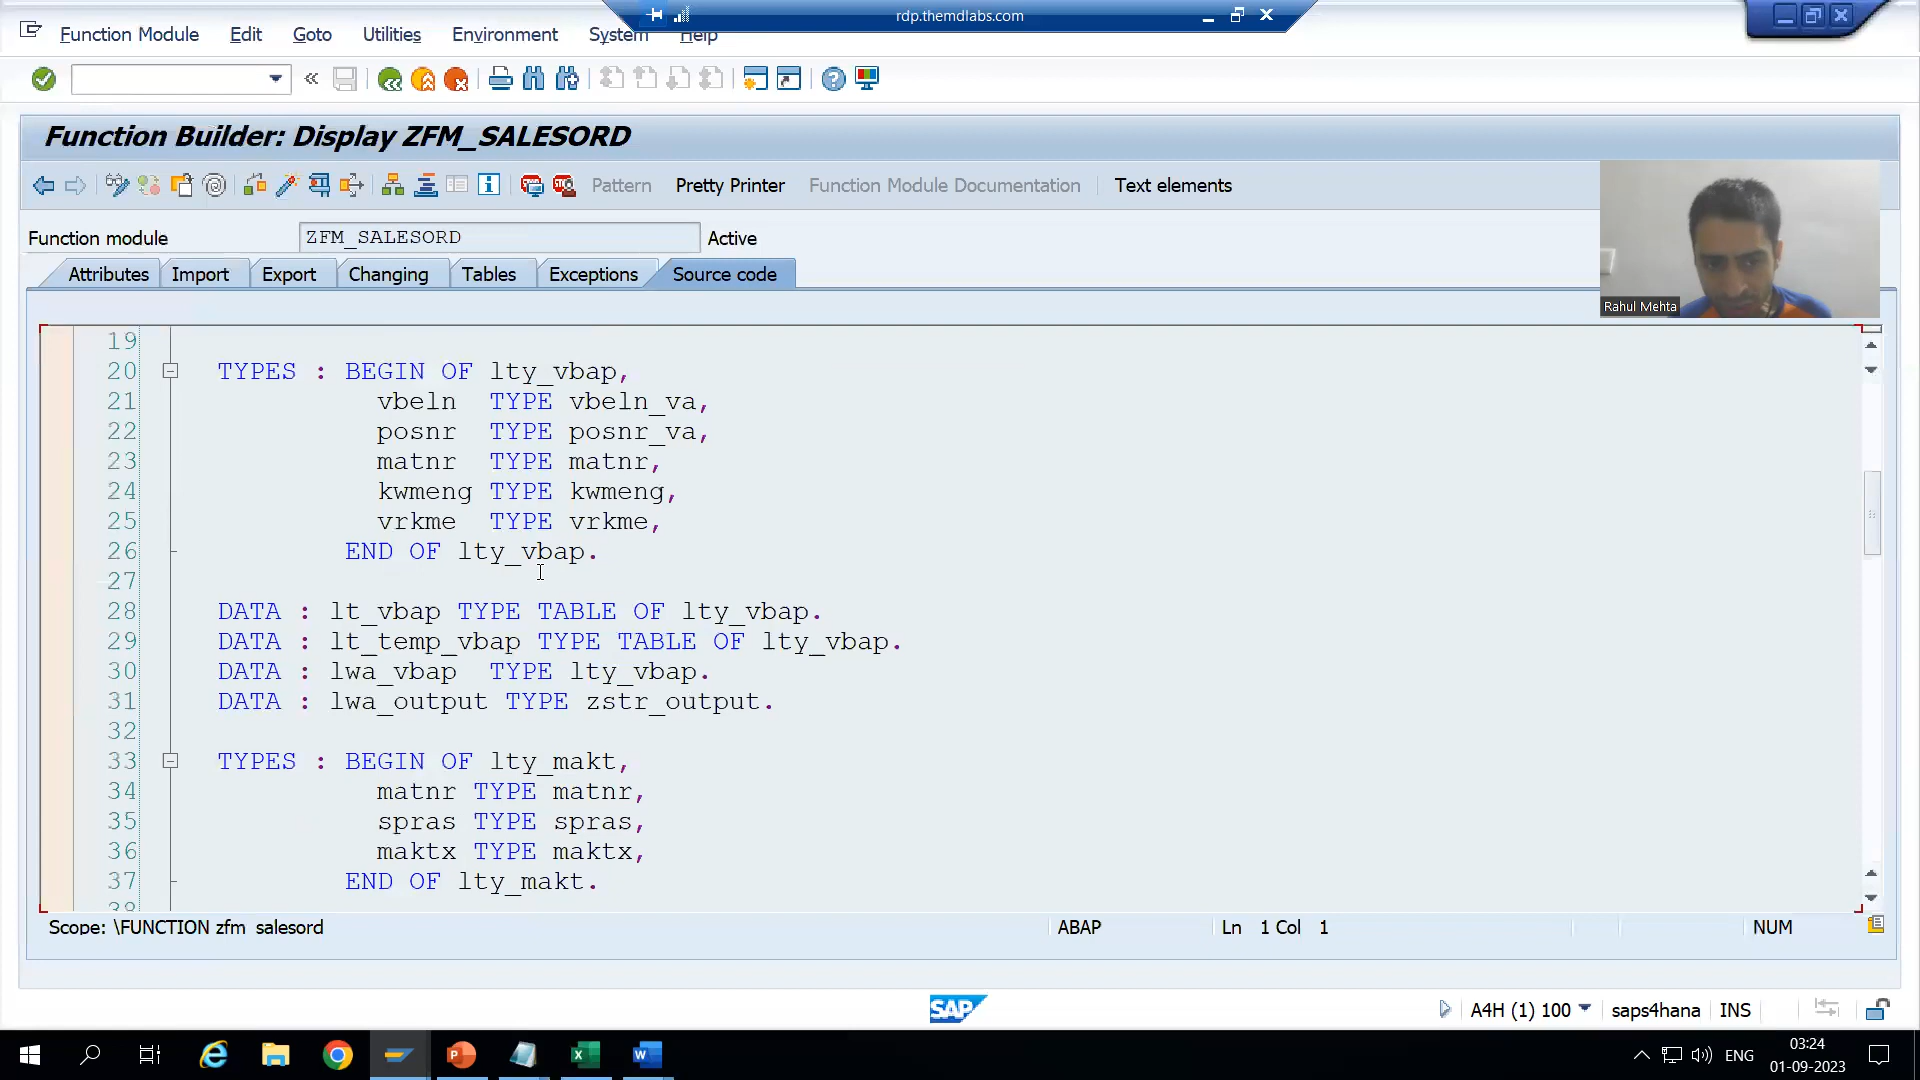 rdp.themdlabs.com
Function Module Edit Goto Utilities Environment System Help
Function Builder: Display ZFM_SALESORD
Pattern Pretty Printer Function Module Documentation Text elements
Function module ZFM_SALESORD Active
Attributes Import Export Changing Tables Exceptions Source code
Rahul Mehta
19
20 TYPES : BEGIN OF lty_vbap,
21 vbeln TYPE vbeln_va,
22 posnr TYPE posnr_va,
23 matnr TYPE matnr,
24 kwmeng TYPE kwmeng,
25 vrkme TYPE vrkme,
26 END OF lty_vbap.
27
28 DATA : lt_vbap TYPE TABLE OF lty_vbap.
29 DATA : lt_temp_vbap TYPE TABLE OF lty_vbap.
30 DATA : lwa_vbap TYPE lty_vbap.
31 DATA : lwa_output TYPE zstr_output.
32
33 TYPES : BEGIN OF lty_makt,
34 matnr TYPE matnr,
35 spras TYPE spras,
36 maktx TYPE maktx,
37 END OF lty_makt.
38
Scope: \FUNCTION zfm_salesord ABAP Ln 1 Col 1 NUM
SAP A4H (1) 100 saps4hana INS
ENG 03:24
01-09-2023